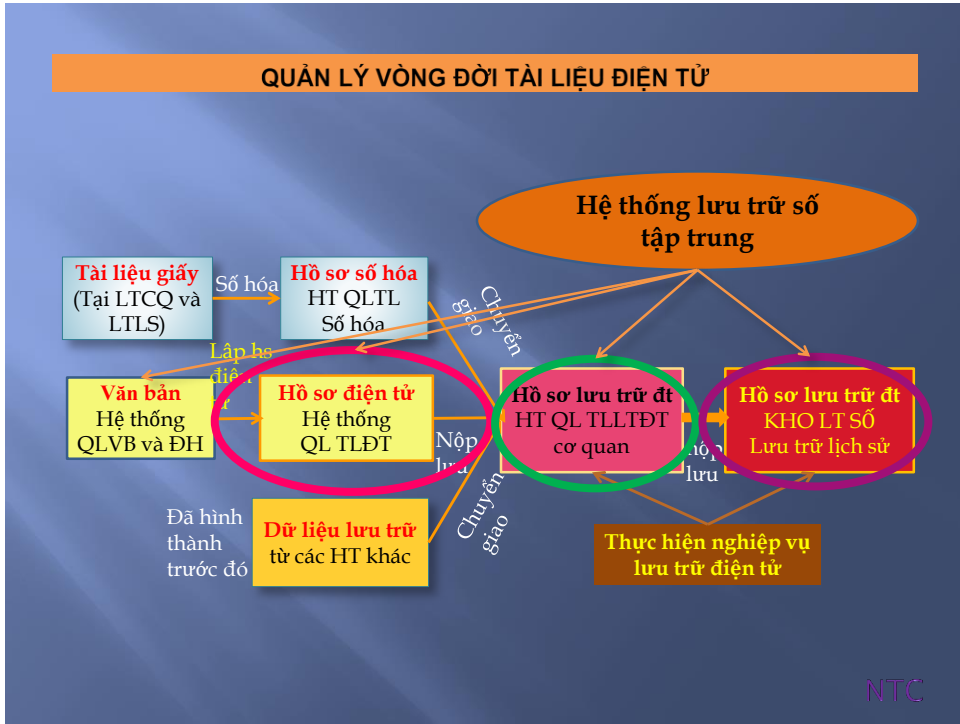 QUẢN LÝ VÒNG ĐỜI TÀI LIỆU ĐIỆN TỬ
Hệ thống lưu trữ số
tập trung
Tài liệu giấy
(Tại LTCQ và
LTLS)
Số hóa
Hồ sơ số hóa
HT QLTL
Số hóa
Chuyển
giao
Văn bản
Hệ thống
QLVB và ĐH
Lập hs
điện
Hồ sơ điện tử
Hệ thống
QL TLĐT
Nộp
lưu
Hồ sơ lưu trữ đt
HT QL TLLTĐT
cơ quan
nộp
lưu
Hồ sơ lưu trữ đt
KHO LT SỐ
Lưu trữ lịch sử
Đã hình
thành
trước đó
Dữ liệu lưu trữ
từ các HT khác
Chuyển
giao
Thực hiện nghiệp vụ
lưu trữ điện tử
NTC